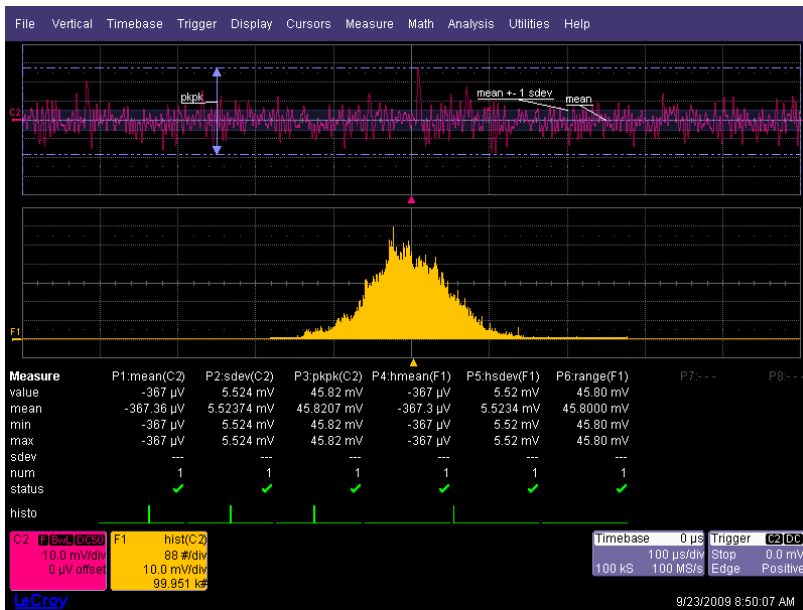 File Vertical Timebase Trigger Display Cursors Measure Math Analysis Utilities Help
C2
pkpk
mean +- 1 sdev
mean
F1
Measure P1:mean(C2) P2:sdev(C2) P3:pkpk(C2) P4:hmean(F1) P5:hsdev(F1) P6:range(F1) P7:--- P8:---
value -367 µV 5.524 mV 45.82 mV -367 µV 5.52 mV 45.80 mV
mean -367.36 µV 5.52374 mV 45.8207 mV -367.3 µV 5.5234 mV 45.8000 mV
min -367 µV 5.524 mV 45.82 mV -367 µV 5.52 mV 45.80 mV
max -367 µV 5.524 mV 45.82 mV -367 µV 5.52 mV 45.80 mV
sdev --- --- --- --- --- ---
num 1 1 1 1 1 1
status
histo
C2 F BwL DC50
10.0 mV/div
0 µV offset
F1 hist(C2)
88 #/div
10.0 mV/div
99.951 k#
Timebase 0 µs
100 µs/div
100 kS 100 MS/s
Trigger C2 DC
Stop 0.0 mV
Edge Positive
LeCroy
9/23/2009 8:50:07 AM